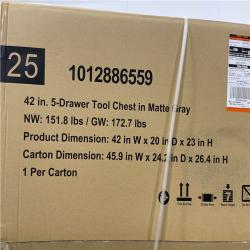 25
1012886559
42 in. 5-Drawer Tool Chest in Matte Gray
NW: 151.8 lbs / GW: 172.7 lbs
Product Dimension: 42 in W x 20 in D x 23 in H
Carton Dimension: 45.9 in W x 24.2 in D x 26.4 in H
1 Per Carton